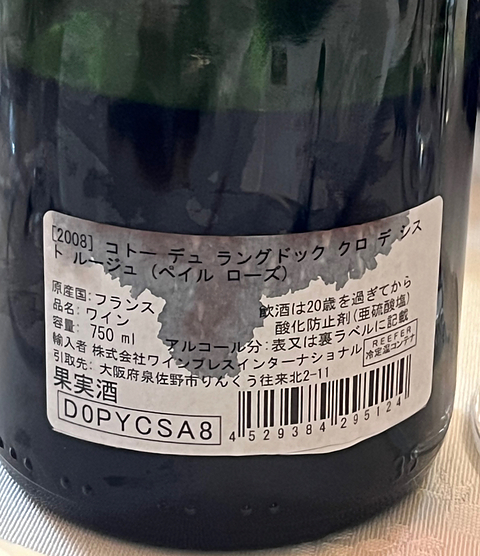 [2008] コトー デュ ラングドック クロ デ シス
ト ルージュ (ペイル ローズ)
原産国:フランス
品名:ワイン
飲酒は20歳を過ぎてから
容量: 750 ml
酸化防止剤(亜硫酸塩)
アルコール分:表又は裏ラベルに記載
輸入者 株式会社ワインプレスインターナショナル
REEFER
冷定温コンテナ
引取先: 大阪府泉佐野市りんくう往来北2-11
果実酒
D0PYCSA8
4 529384 295124